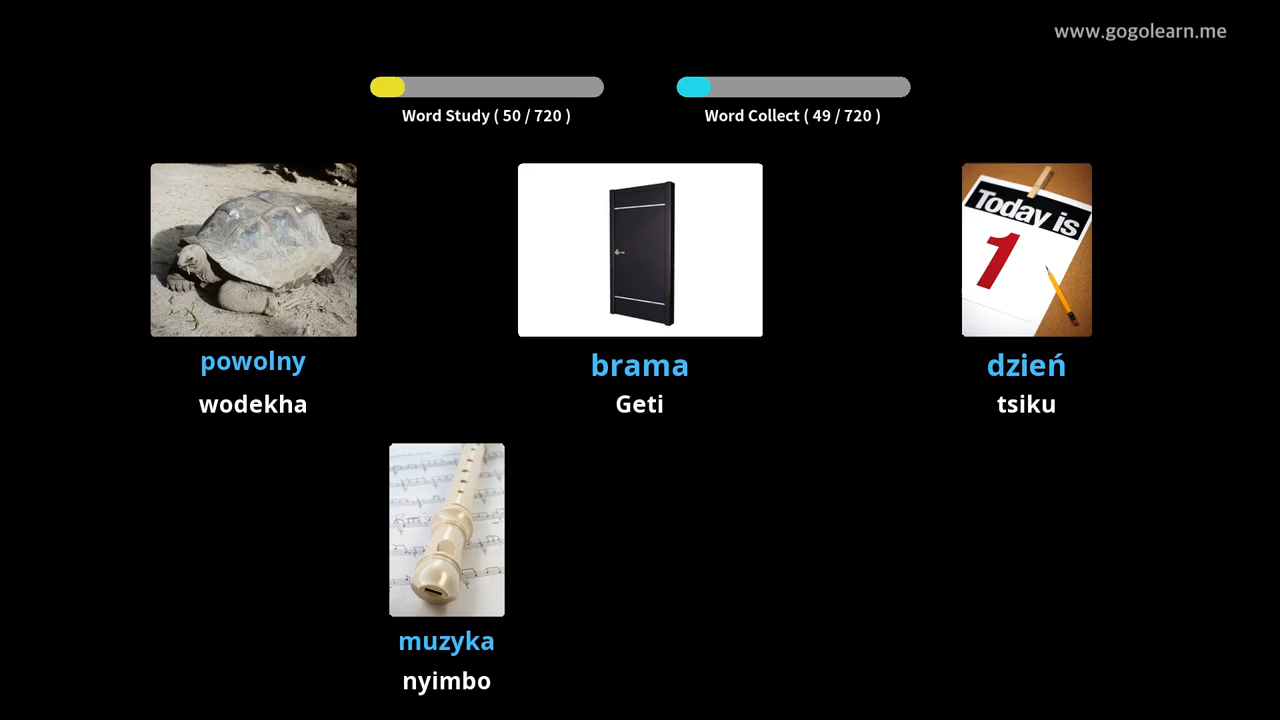 www.gogolearn.me
Word Study ( 50 / 720 )
Word Collect ( 49 / 720 )
Today is
1
powolny
brama
dzień
wodekha
Geti
tsiku
muzyka
nyimbo